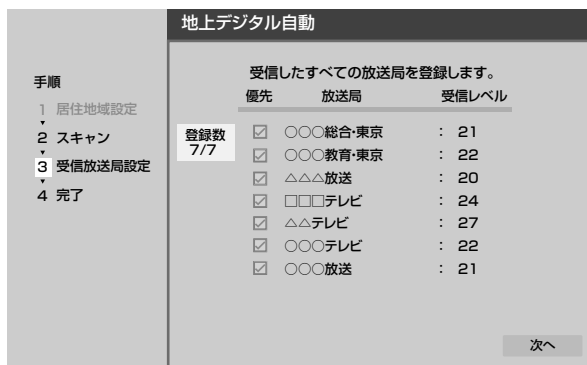 地上デジタル自動
手順
1 居住地域設定
2 スキャン
3 受信放送局設定
4 完了
受信したすべての放送局を登録します。
優先 放送局 受信レベル
登録数
7/7
○○○総合・東京 : 21
○○○教育・東京 : 22
△△△放送 : 20
□□□テレビ : 24
△△テレビ : 27
○○○テレビ : 22
○○○放送 : 21
次へ